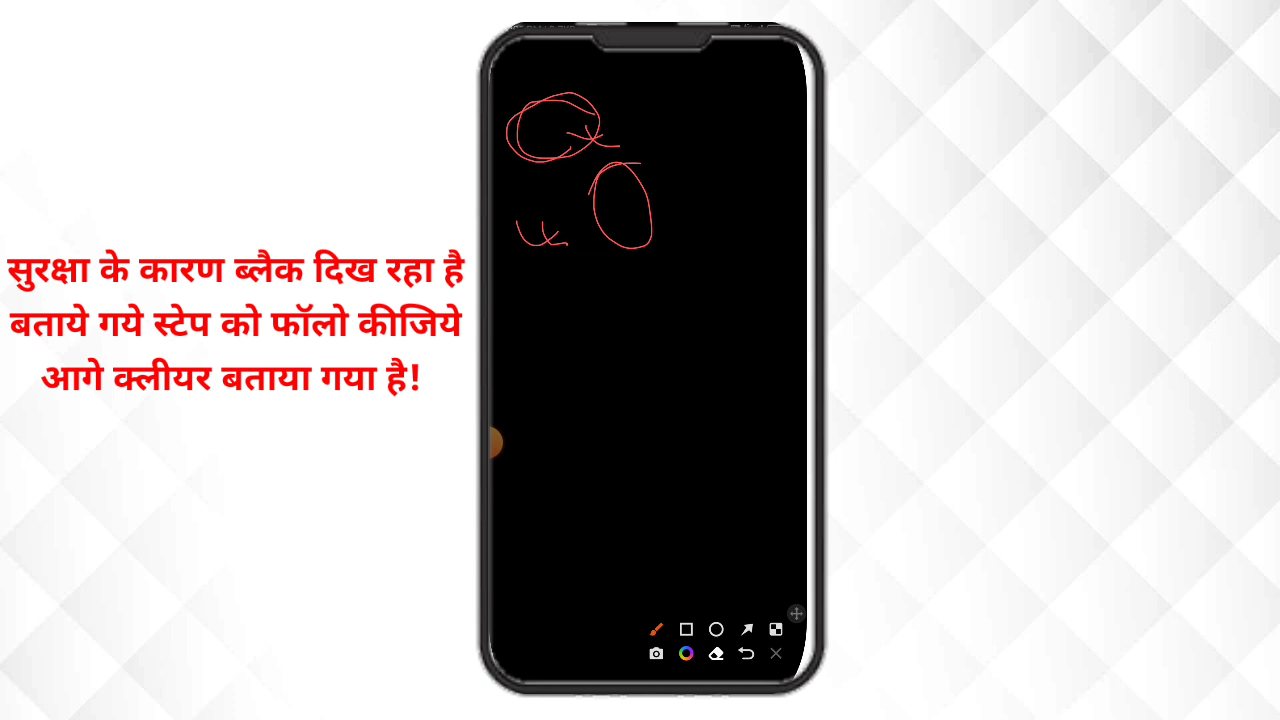 सुरक्षा के कारण ब्लैक दिख रहा है
बताये गये स्टेप को फॉलो कीजिये
आगे क्लीयर बताया गया है!